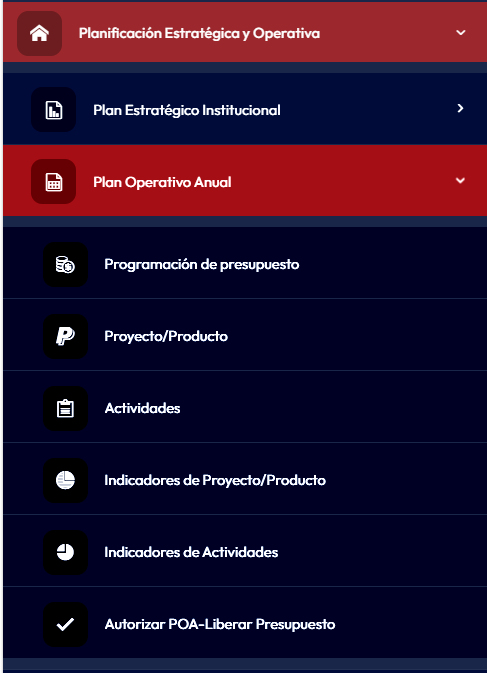 Planificación Estratégica y Operativa
Plan Estratégico Institucional
Plan Operativo Anual
Programación de presupuesto
Proyecto/Producto
Actividades
Indicadores de Proyecto/Producto
Indicadores de Actividades
Autorizar POA-Liberar Presupuesto